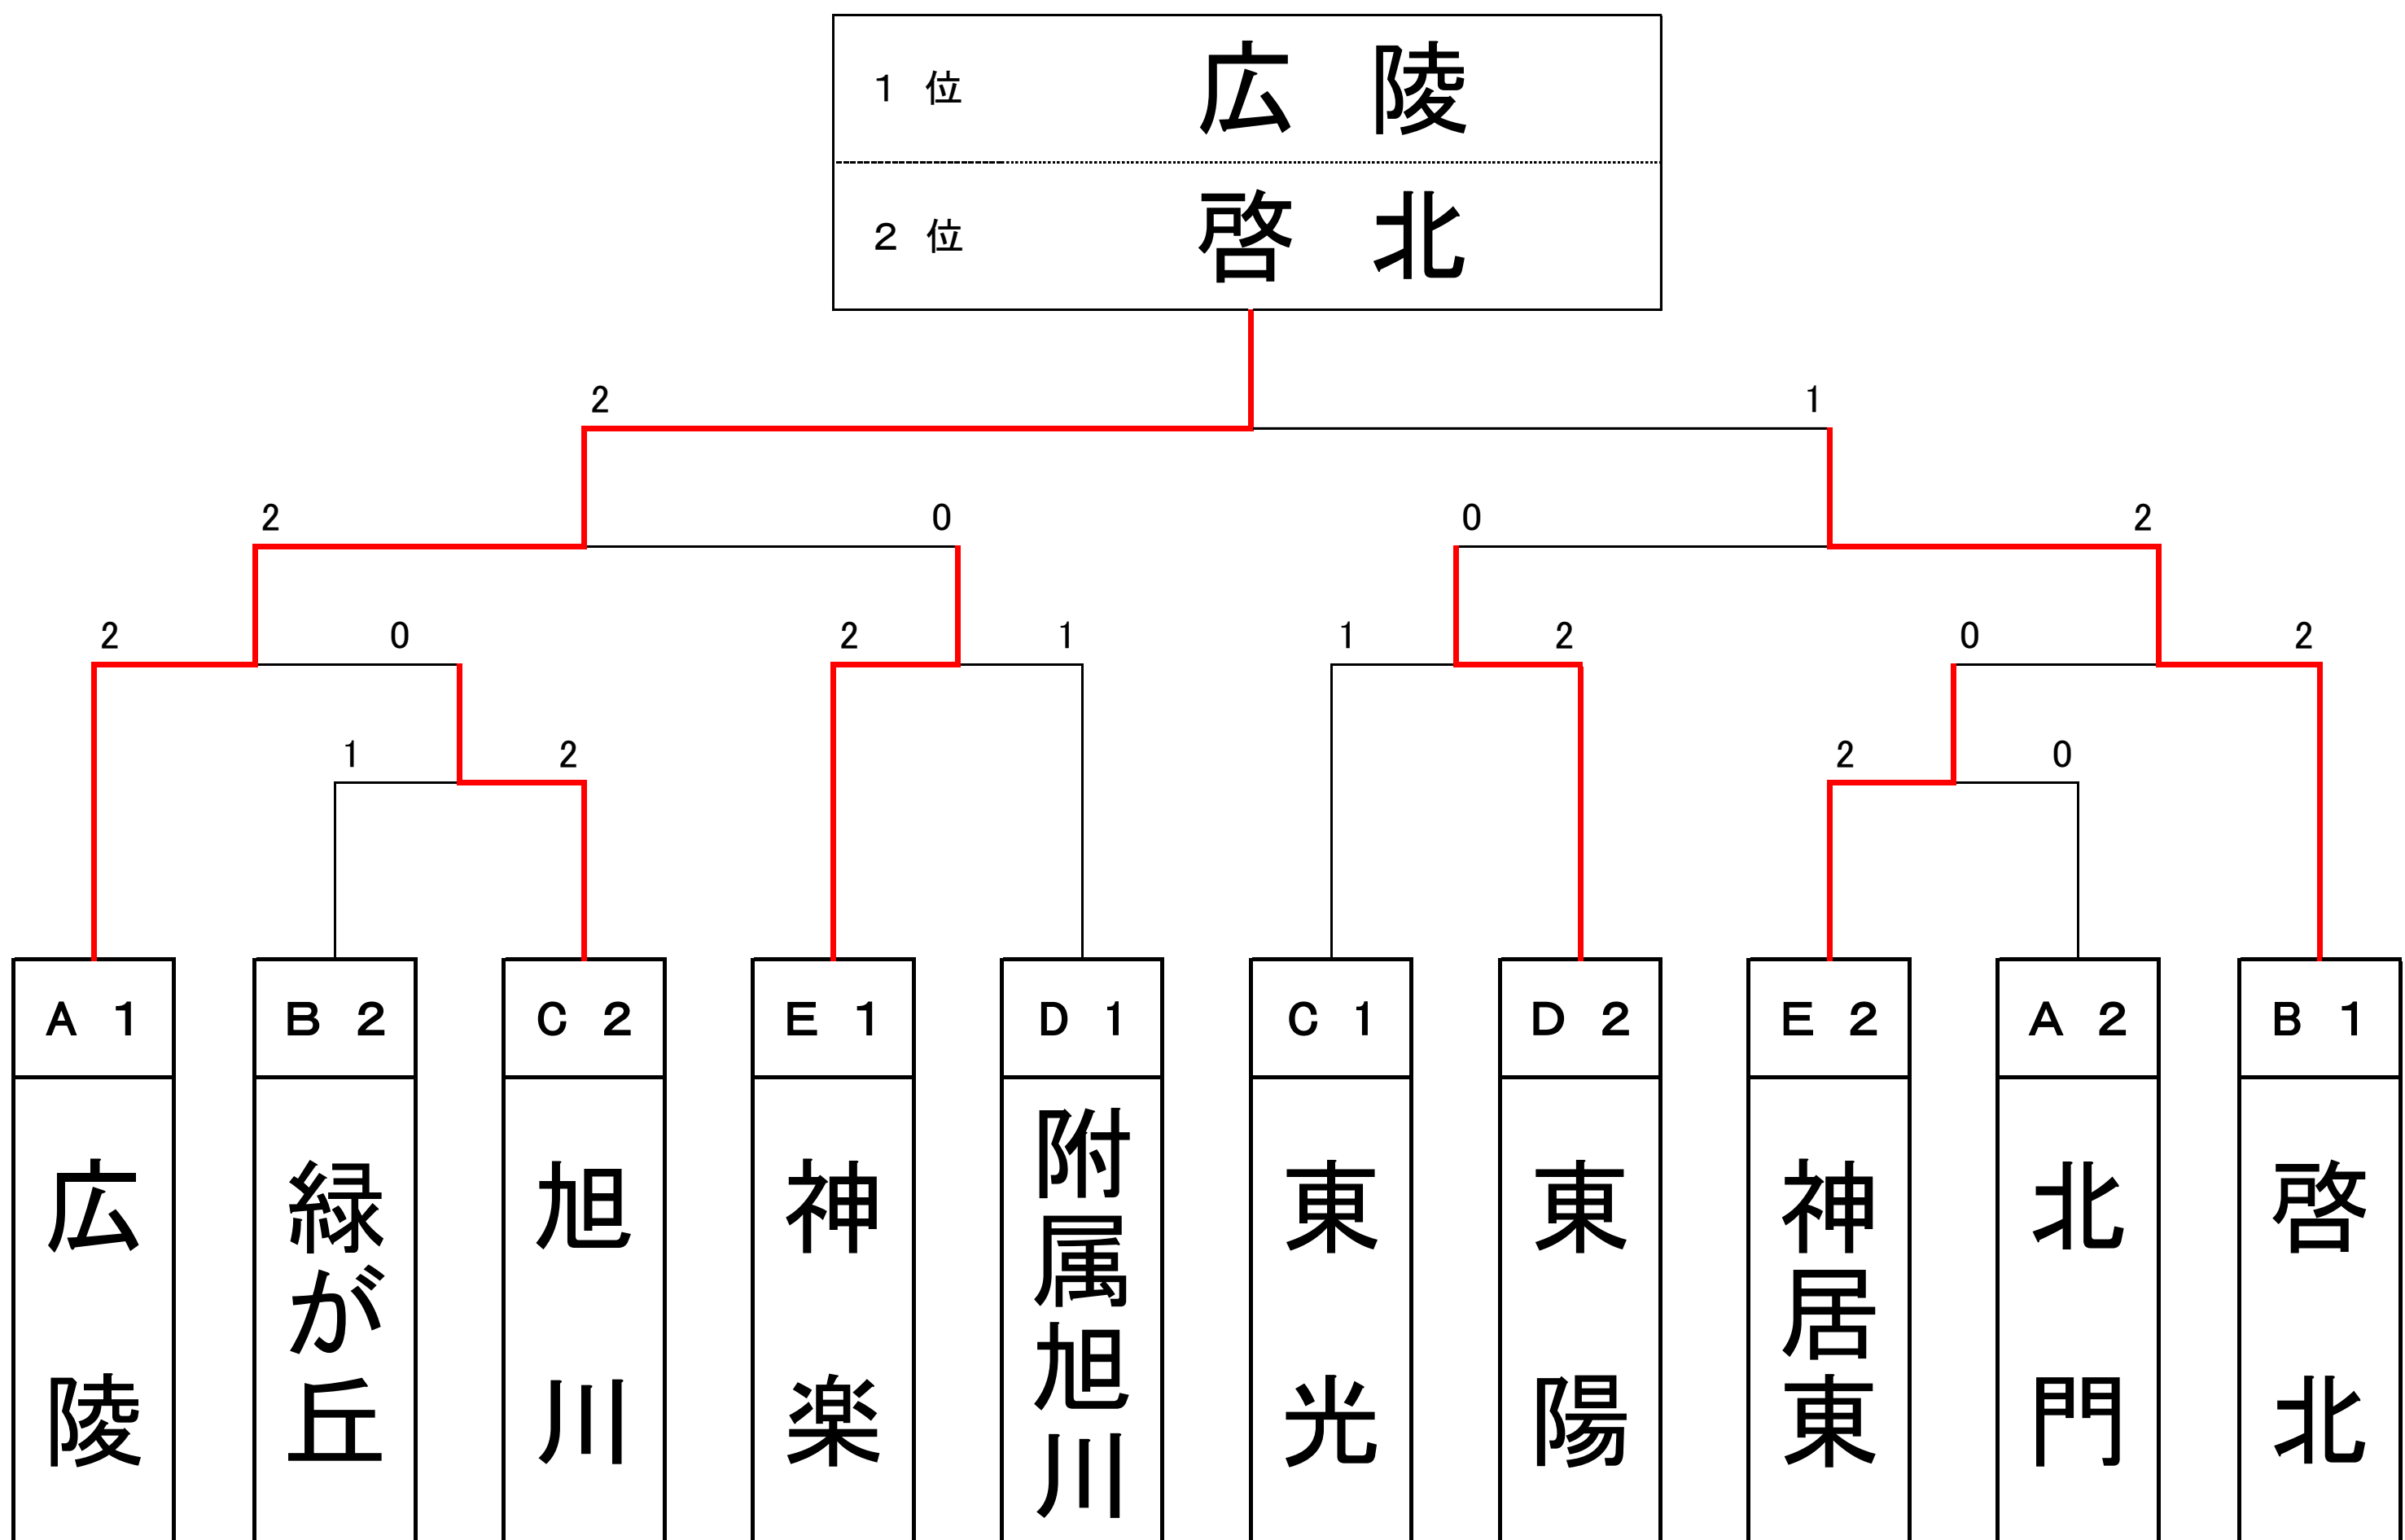 １ 位 広 陵
２ 位 啓 北
2 1
2 0 0 2
2 0 2 1 1 2 0 2
1 2 2 0
Ａ １ Ｂ ２ Ｃ ２ Ｅ １ Ｄ １ Ｃ １ Ｄ ２ Ｅ ２ Ａ ２ Ｂ １
広陵
緑が丘
旭川
神楽
附属旭川
東光
東陽
神居東
北門
啓北